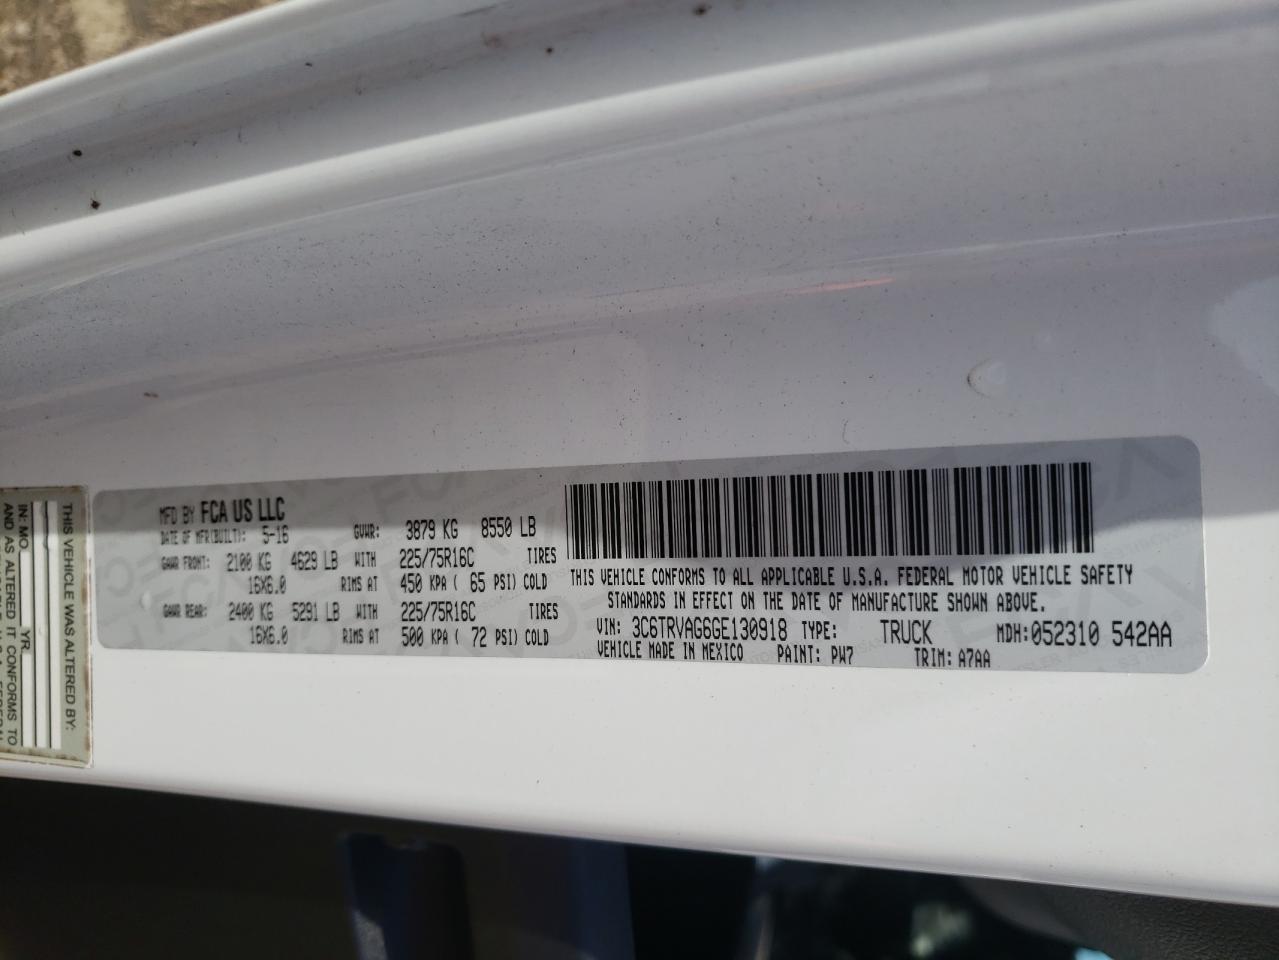 MFD BY FCA US LLC
DATE OF MFR(BUILT): 5-16 GVWR: 3879 KG 8550 LB
GAWR FRONT: 2100 KG 4629 LB WITH 225/75R16C TIRES
16X6.0 RIMS AT 450 KPA ( 65 PSI) COLD
GAWR REAR: 2400 KG 5291 LB WITH 225/75R16C TIRES
16X6.0 RIMS AT 500 KPA ( 72 PSI) COLD
THIS VEHICLE CONFORMS TO ALL APPLICABLE U.S.A. FEDERAL MOTOR VEHICLE SAFETY
STANDARDS IN EFFECT ON THE DATE OF MANUFACTURE SHOWN ABOVE.
VIN: 3C6TRVAG6GE130918 TYPE: TRUCK MDH:052310 542AA
VEHICLE MADE IN MEXICO PAINT: PW7 TRIM: A7AA
THIS VEHICLE WAS ALTERED BY:
IN: MO. YR.
AND AS ALTERED IT CONFORMS TO